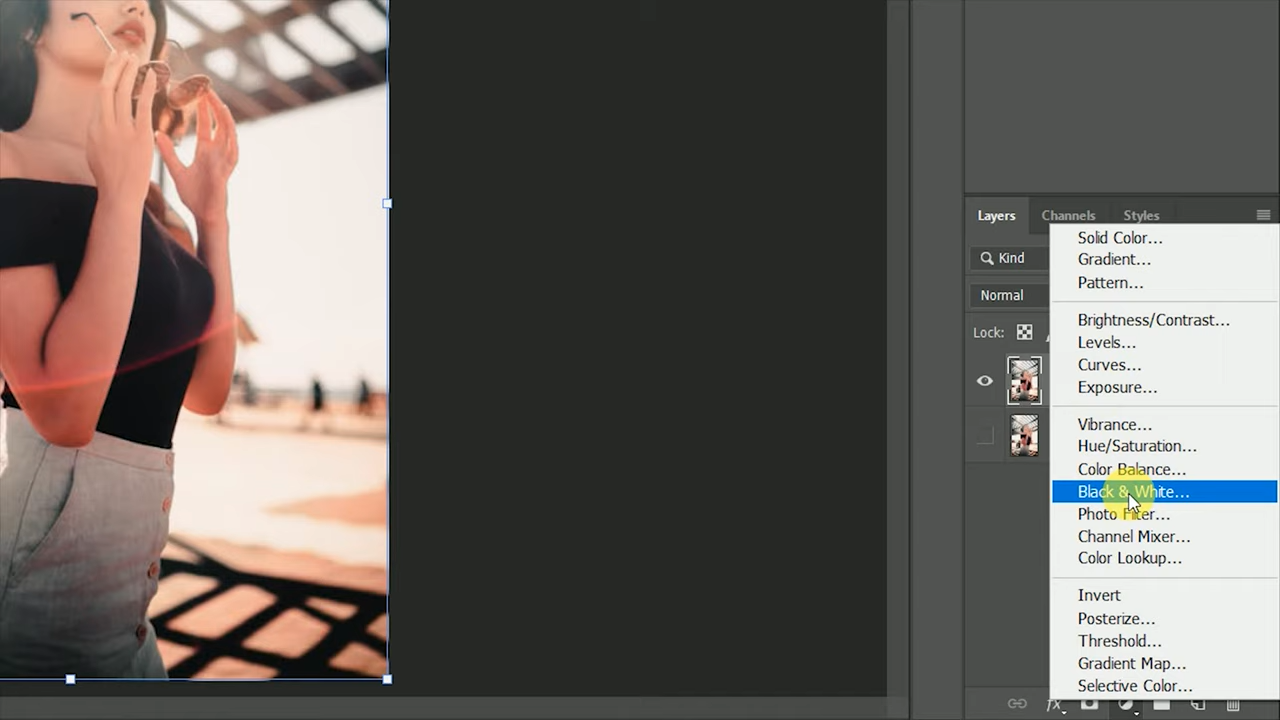 Layers Channels Styles
Kind
Normal
Lock:
Solid Color...
Gradient...
Pattern...
Brightness/Contrast...
Levels...
Curves...
Exposure...
Vibrance...
Hue/Saturation...
Color Balance...
Black & White...
Photo Filter...
Channel Mixer...
Color Lookup...
Invert
Posterize...
Threshold...
Gradient Map...
Selective Color...
fx